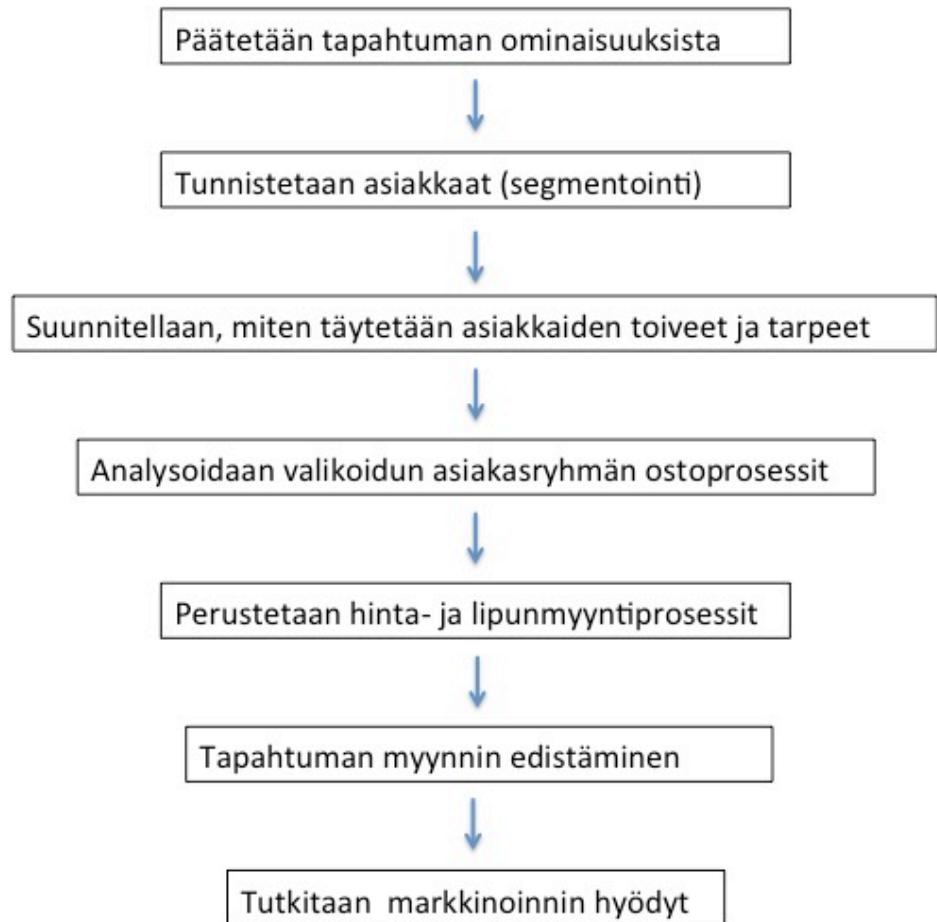 Päätetään tapahtuman ominaisuuksista
Tunnistetaan asiakkaat (segmentointi)
Suunnitellaan, miten täytetään asiakkaiden toiveet ja tarpeet
Analysoidaan valikoidun asiakasryhmän ostoprosessit
Perustetaan hinta- ja lipunmyyntiprosessit
Tapahtuman myynnin edistäminen
Tutkitaan markkinoinnin hyödyt